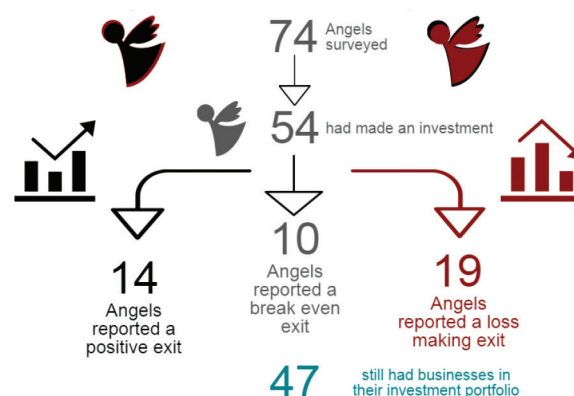 74 Angels
surveyed
54 had made an investment
14
Angels
reported a
positive exit
10
Angels
reported a
break even
exit
19
Angels
reported a loss
making exit
47 still had businesses in
their investment portfolio